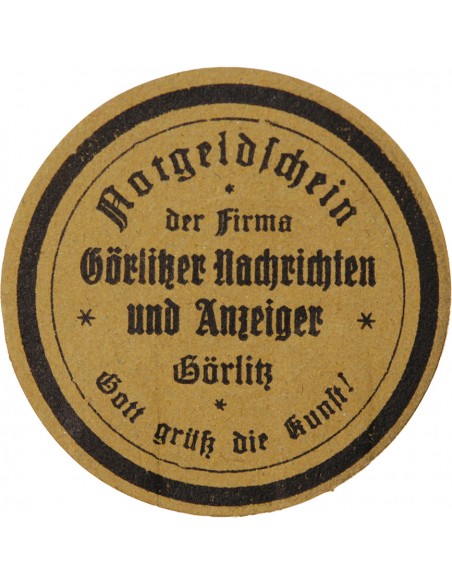 Notgeldschein
der Firma
Görlitzer Nachrichten
und Anzeiger
Görlitz
Gott grüß die Kunst!